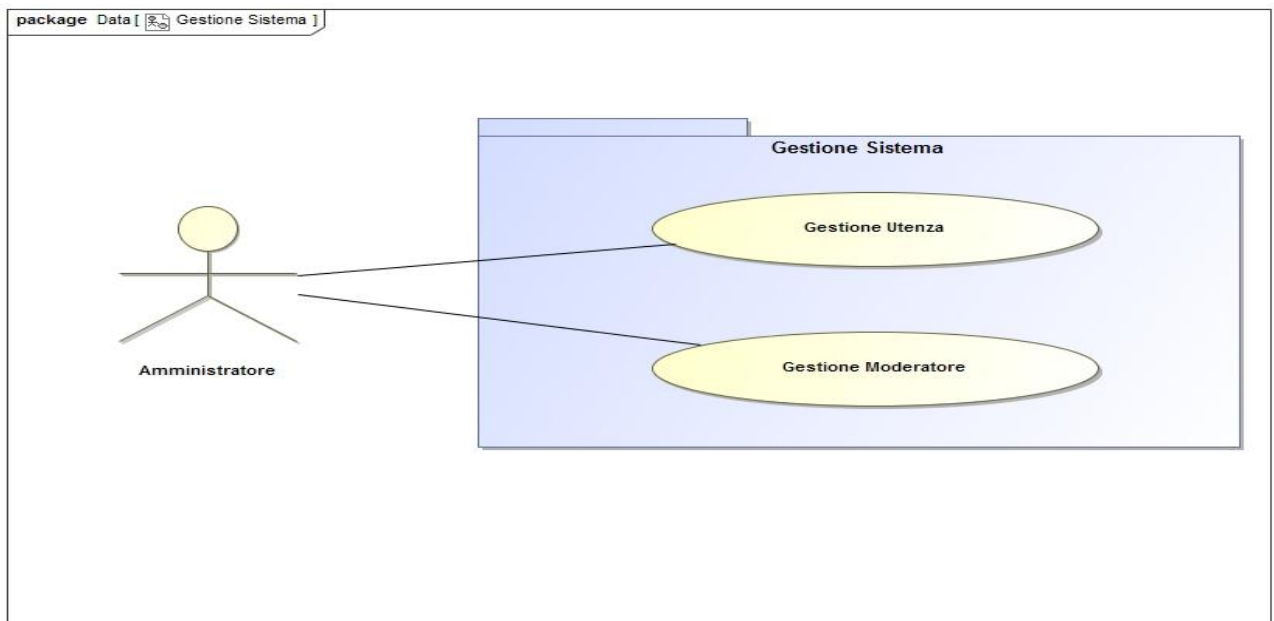 package Data [ Gestione Sistema ]
Gestione Sistema
Gestione Utenza
Gestione Moderatore
Amministratore